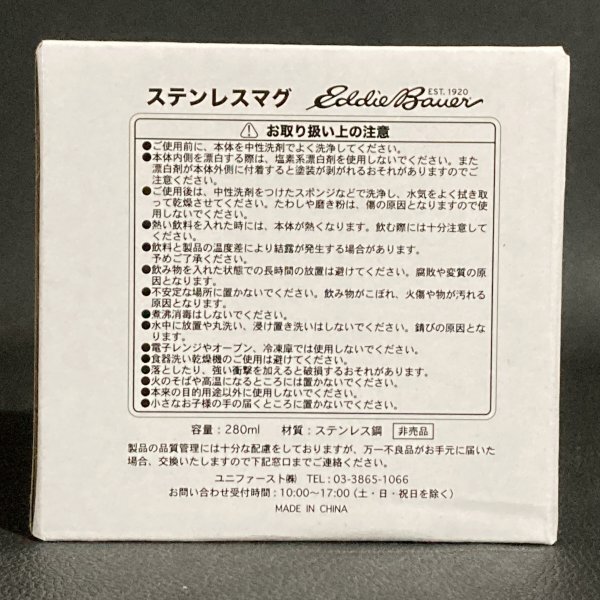 ステンレスマグ Eddie Bauer EST. 1920
⚠ お取り扱い上の注意
●ご使用前に、本体を中性洗剤でよく洗浄してください。
●本体内側を漂白する際は、塩素系漂白剤を使用しないでください。また
漂白剤が本体外側に付着すると塗装が剥がれるおそれがありますのでご
注意ください。
●ご使用後は、中性洗剤をつけたスポンジなどで洗浄し、水気をよく拭き取
って乾燥させてください。たわしや磨き粉は、傷の原因となりますので使
用しないでください。
●熱い飲料を入れた時には、本体が熱くなります。飲む際には十分注意して
ください。
●飲料と製品の温度差により結露が発生する場合があります。
予めご了承ください。
●飲み物を入れた状態での長時間の放置は避けてください。腐敗や変質の原
因となります。
●不安定な場所に置かないでください。飲み物がこぼれ、火傷や物が汚れる
原因となります。
●煮沸消毒はしないでください。
●水中に放置や丸洗い、浸け置き洗いはしないでください。錆びの原因とな
ります。
●電子レンジやオーブン、冷凍庫では使用しないでください。
●食器洗い乾燥機のご使用は避けてください。
●落としたり、強い衝撃を加えると破損するおそれがあります。
●火のそばや高温になるところには置かないでください。
●本来の目的用途以外に使用しないでください。
●小さなお子様の手の届くところに置かないでください。
容量：280ml 材質：ステンレス鋼 非売品
製品の品質管理には十分な配慮をしておりますが、万一不良品がお手元に届いた
場合、交換いたしますので下記窓口までご連絡ください。
ユニファースト㈱ TEL：03-3865-1066
お問い合わせ受付時間：10:00～17:00（土・日・祝日を除く）
MADE IN CHINA